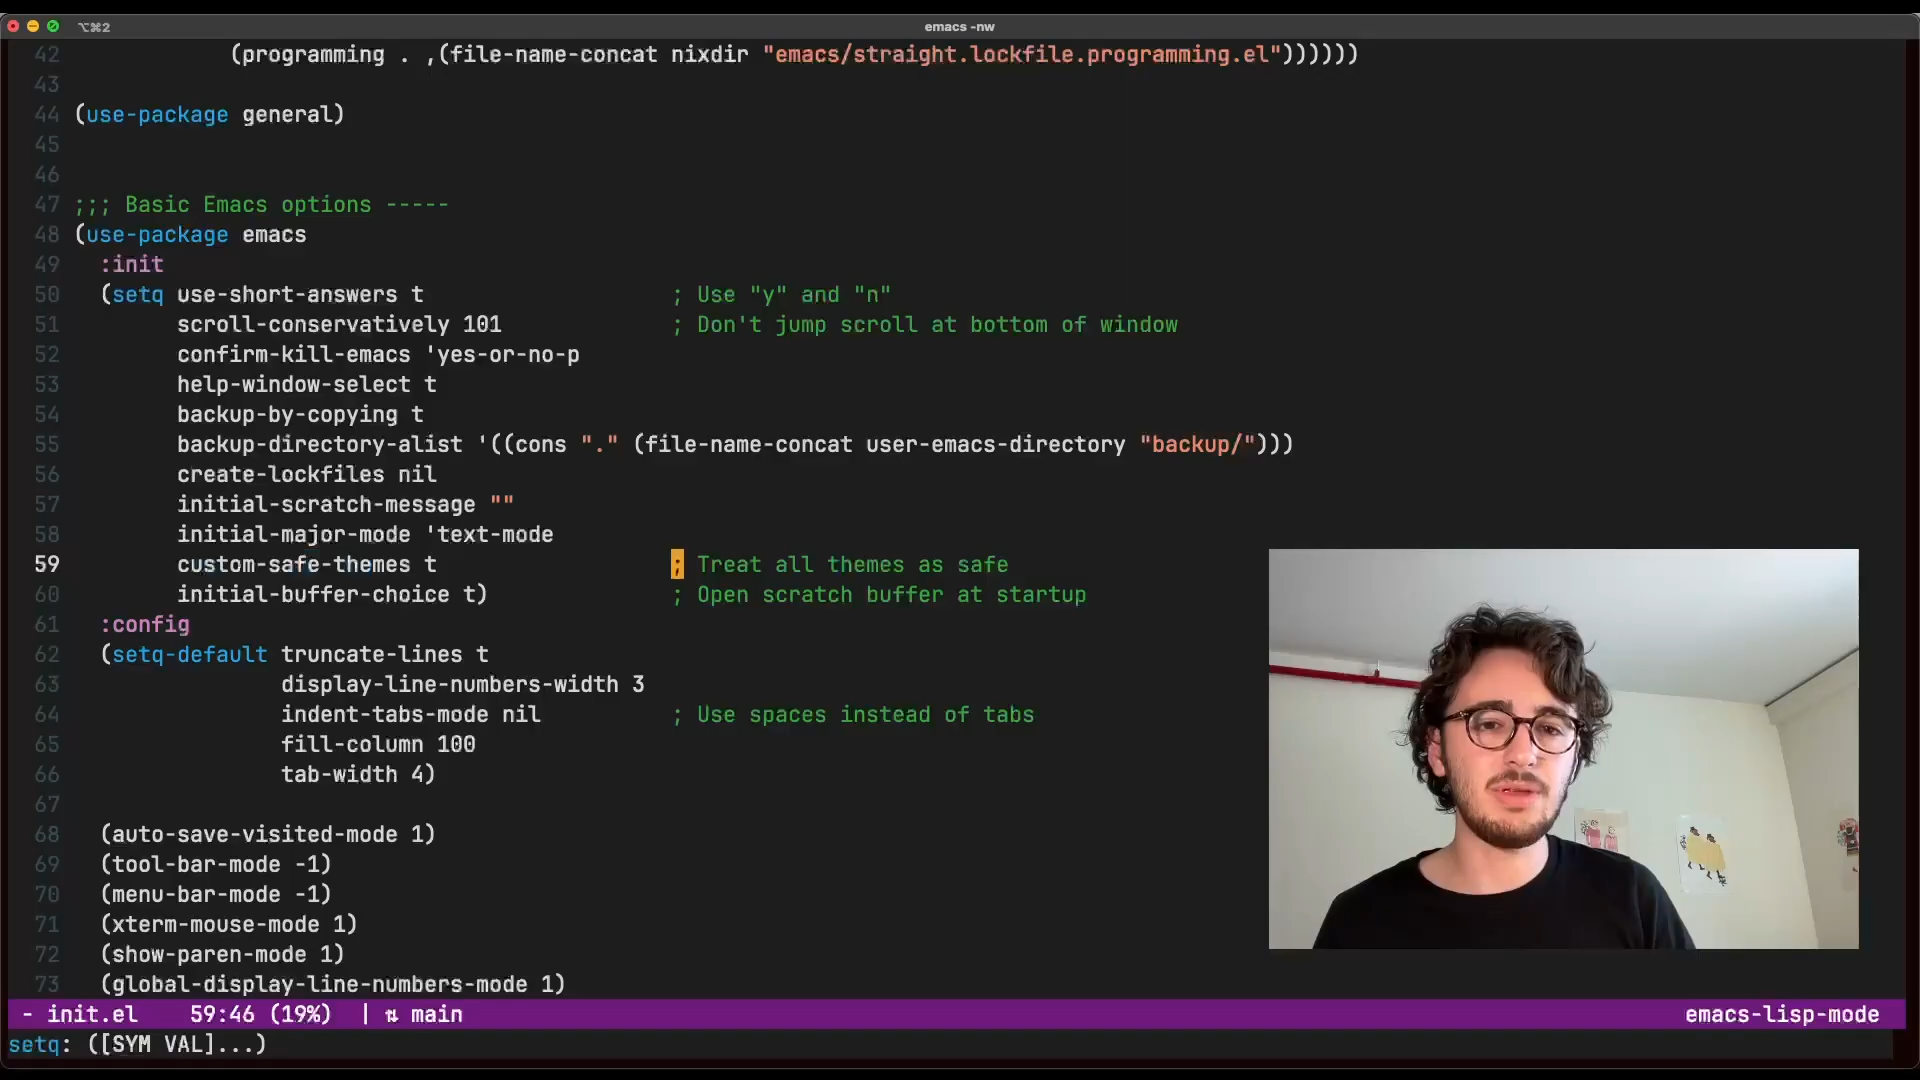 ⌥⌘2
emacs -nw
42 (programming . ,(file-name-concat nixdir "emacs/straight.lockfile.programming.el"))))))
43
44 (use-package general)
45
46
47 ;;; Basic Emacs options -----
48 (use-package emacs
49 :init
50 (setq use-short-answers t ; Use "y" and "n"
51 scroll-conservatively 101 ; Don't jump scroll at bottom of window
52 confirm-kill-emacs 'yes-or-no-p
53 help-window-select t
54 backup-by-copying t
55 backup-directory-alist '((cons "." (file-name-concat user-emacs-directory "backup/")))
56 create-lockfiles nil
57 initial-scratch-message ""
58 initial-major-mode 'text-mode
59 custom-safe-themes t ; Treat all themes as safe
60 initial-buffer-choice t) ; Open scratch buffer at startup
61 :config
62 (setq-default truncate-lines t
63 display-line-numbers-width 3
64 indent-tabs-mode nil ; Use spaces instead of tabs
65 fill-column 100
66 tab-width 4)
67
68 (auto-save-visited-mode 1)
69 (tool-bar-mode -1)
70 (menu-bar-mode -1)
71 (xterm-mouse-mode 1)
72 (show-paren-mode 1)
73 (global-display-line-numbers-mode 1)
- init.el 59:46 (19%) | ⇅ main emacs-lisp-mode
setq: ([SYM VAL]...)